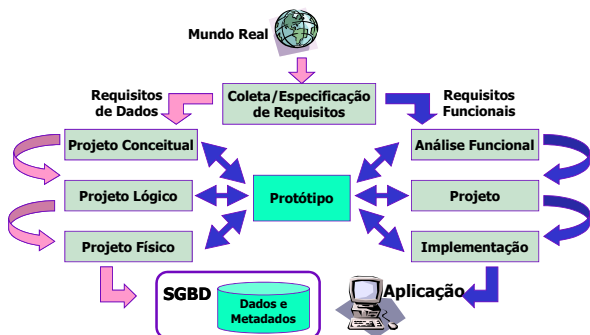 Mundo Real
Requisitos
de Dados
Coleta/Especificação
de Requisitos
Requisitos
Funcionais
Projeto Conceitual
Análise Funcional
Projeto Lógico
Protótipo
Projeto
Projeto Físico
Implementação
SGBD
Dados e
Metadados
Aplicação